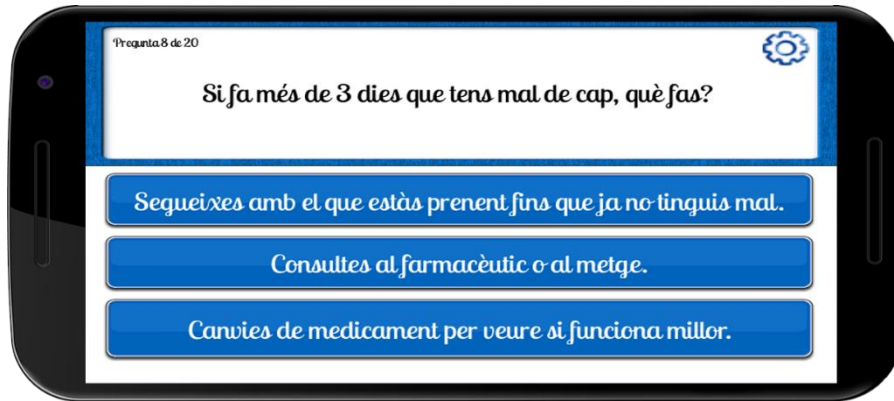 Pregunta 8 de 20
Si fa més de 3 dies que tens mal de cap, què fas?
Segueixes amb el que estàs prenent fins que ja no tinguis mal.
Consultes al farmacèutic o al metge.
Canvies de medicament per veure si funciona millor.